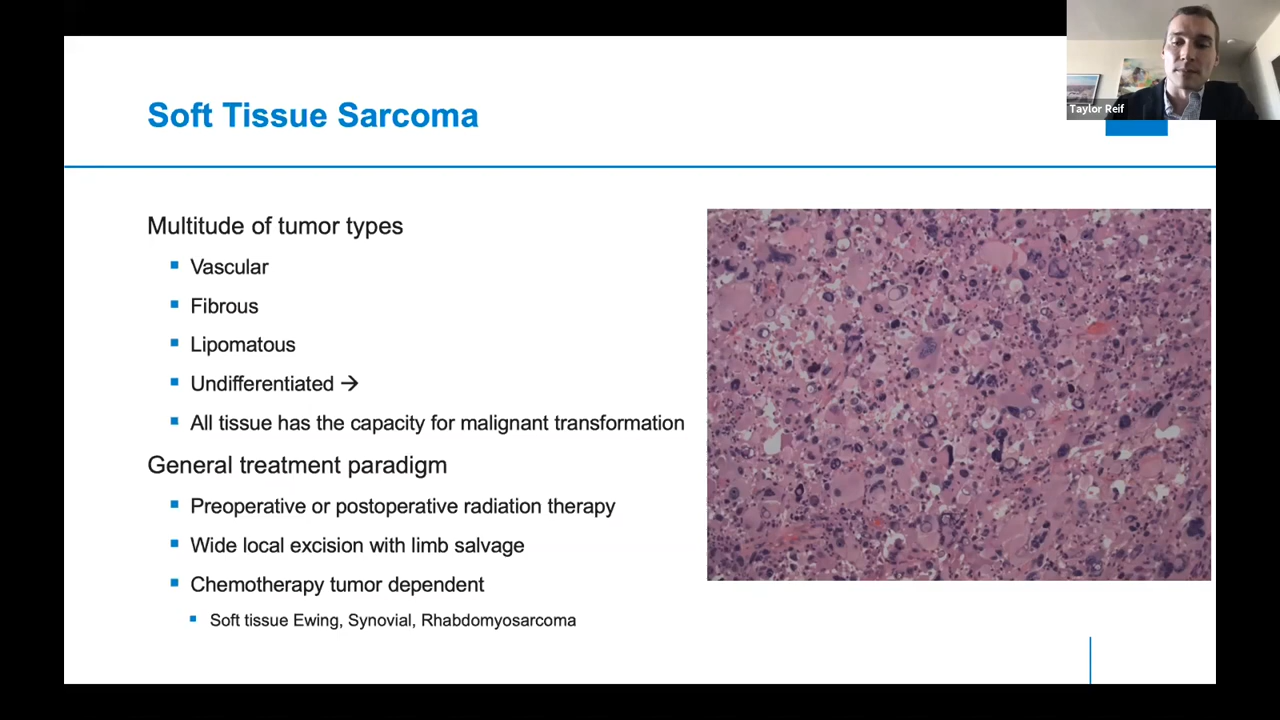 Taylor Reif
Soft Tissue Sarcoma
Multitude of tumor types
Vascular
Fibrous
Lipomatous
Undifferentiated →
All tissue has the capacity for malignant transformation
General treatment paradigm
Preoperative or postoperative radiation therapy
Wide local excision with limb salvage
Chemotherapy tumor dependent
Soft tissue Ewing, Synovial, Rhabdomyosarcoma